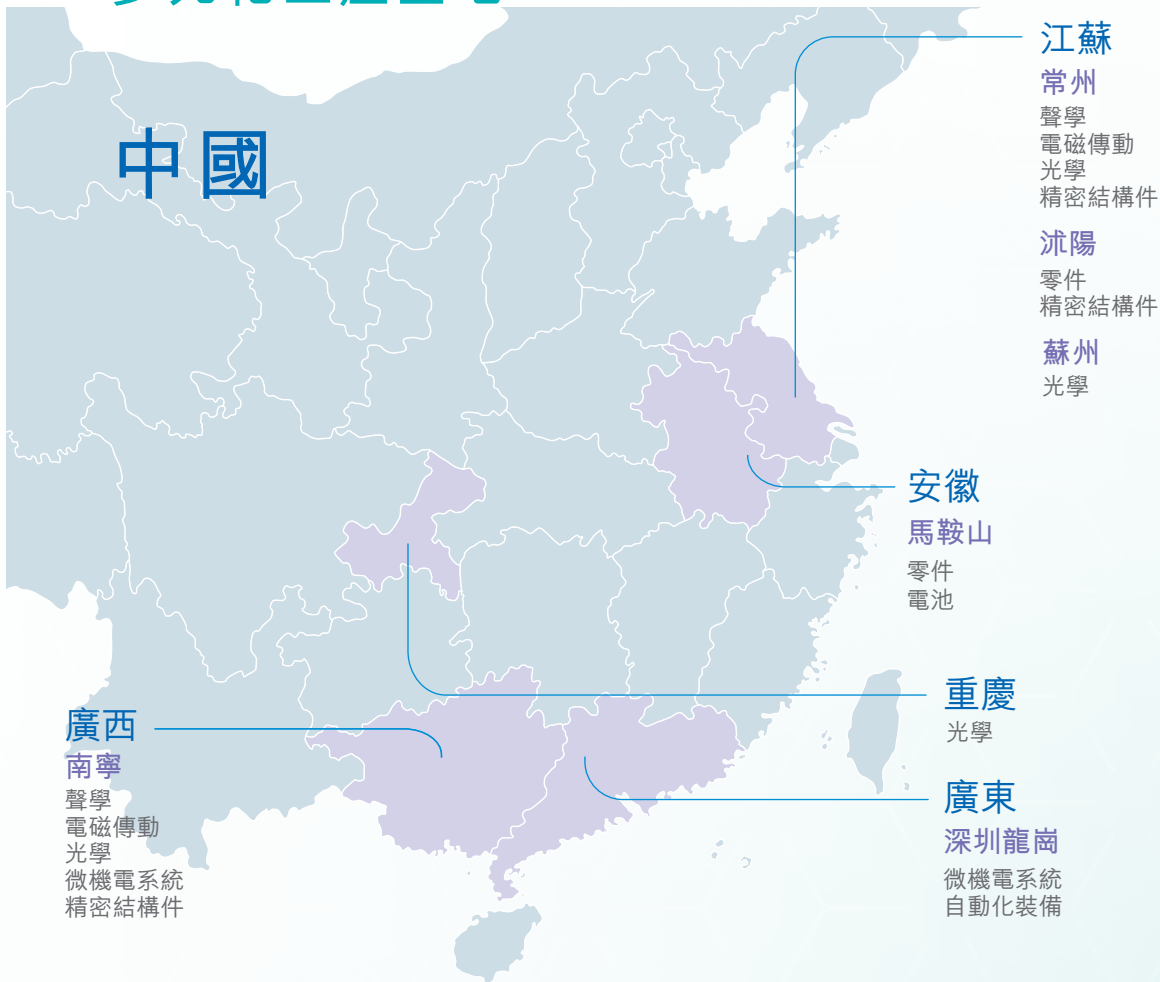 中國
江蘇
常州
聲學
電磁傳動
光學
精密結構件
沭陽
零件
精密結構件
蘇州
光學
安徽
馬鞍山
零件
電池
重慶
光學
廣東
深圳龍崗
微機電系統
自動化裝備
廣西
南寧
聲學
電磁傳動
光學
微機電系統
精密結構件